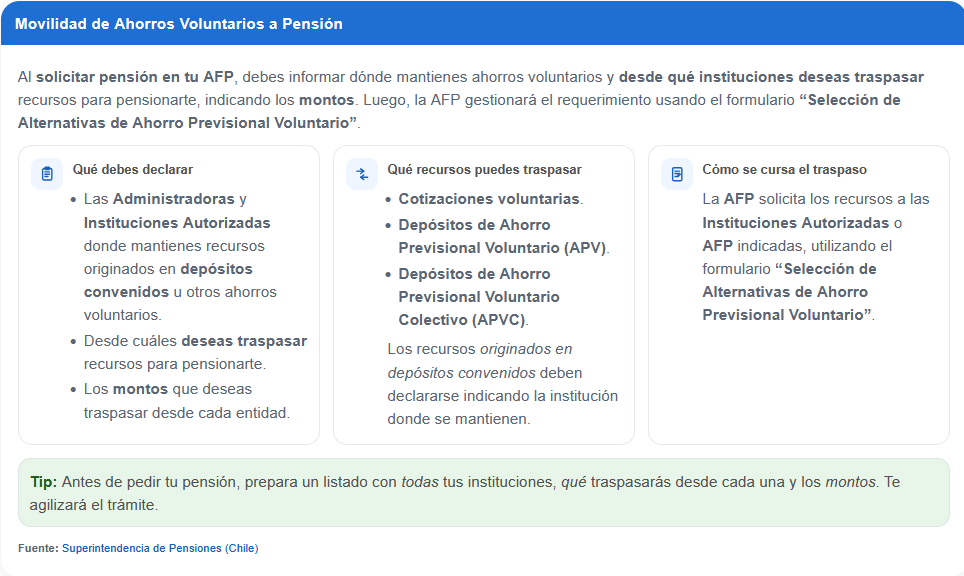 Movilidad de Ahorros Voluntarios a Pensión
Al solicitar pensión en tu AFP, debes informar dónde mantienes ahorros voluntarios y desde qué instituciones deseas traspasar
recursos para pensionarte, indicando los montos. Luego, la AFP gestionará el requerimiento usando el formulario “Selección de
Alternativas de Ahorro Previsional Voluntario”.
Qué debes declarar
• Las Administradoras y
Instituciones Autorizadas
donde mantienes recursos
originados en depósitos
convenidos u otros ahorros
voluntarios.
• Desde cuáles deseas traspasar
recursos para pensionarte.
• Los montos que deseas
traspasar desde cada entidad.
Qué recursos puedes traspasar
• Cotizaciones voluntarias.
• Depósitos de Ahorro
Previsional Voluntario (APV).
• Depósitos de Ahorro
Previsional Voluntario
Colectivo (APVC).
Los recursos originados en
depósitos convenidos deben
declararse indicando la institución
donde se mantienen.
Cómo se cursa el traspaso
La AFP solicita los recursos a las
Instituciones Autorizadas o
AFP indicadas, utilizando el
formulario “Selección de
Alternativas de Ahorro
Previsional Voluntario”.
Tip: Antes de pedir tu pensión, prepara un listado con todas tus instituciones, qué traspasarás desde cada una y los montos. Te
agilizará el trámite.
Fuente: Superintendencia de Pensiones (Chile)